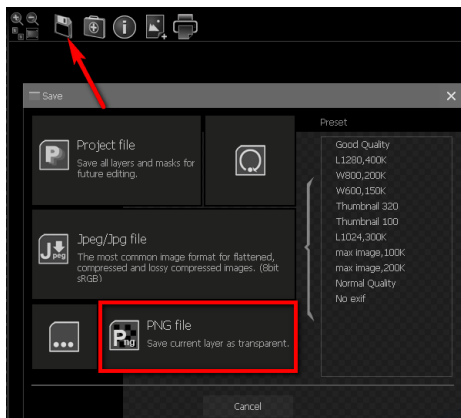 Save
Preset
Project file
Save all layers and masks for
future editing.
Jpeg/Jpg file
The most common image format for flattened,
compressed and lossy compressed images. (8bit
sRGB)
PNG file
Save current layer as transparent.
Good Quality
L1280,400K
W800,200K
W600,150K
Thumbnail 320
Thumbnail 100
L1024,300K
max image,100K
max image,200K
Normal Quality
No exif
P
J
Peg
Png
Cancel